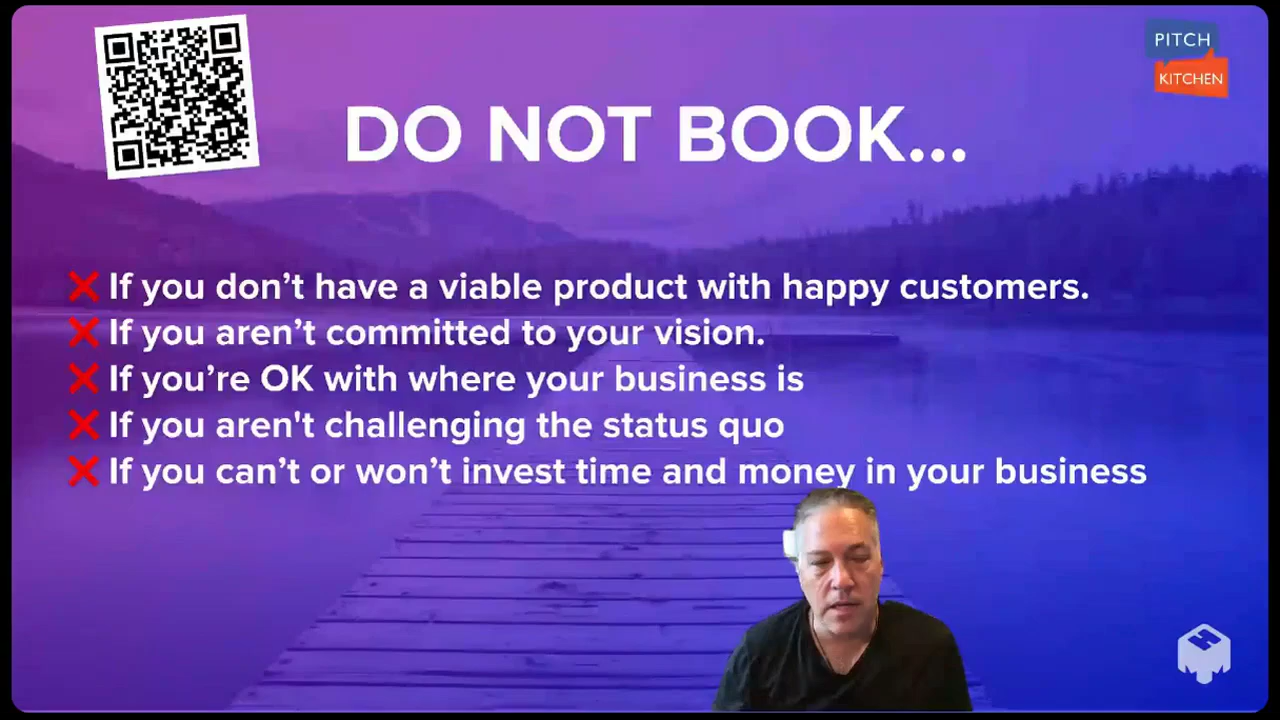 PITCH
KITCHEN
DO NOT BOOK...
❌ If you don’t have a viable product with happy customers.
❌ If you aren’t committed to your vision.
❌ If you’re OK with where your business is
❌ If you aren't challenging the status quo
❌ If you can’t or won’t invest time and money in your business